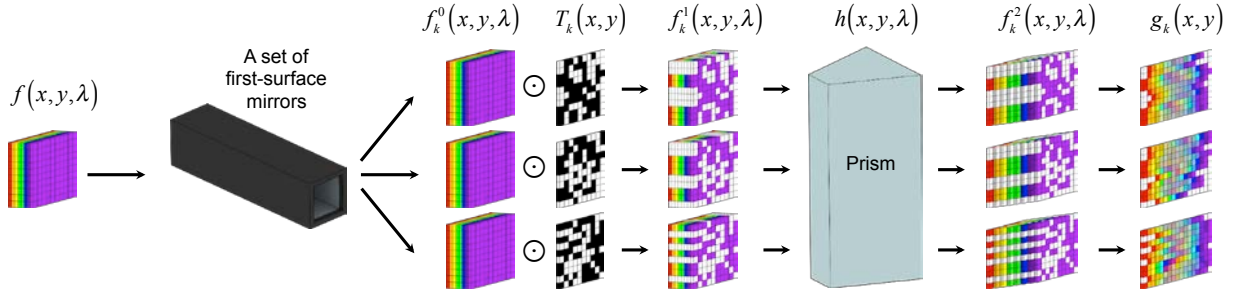 f(x, y, λ)
A set of
first-surface
mirrors
f_k^0(x, y, λ)
T_k(x, y)
f_k^1(x, y, λ)
h(x, y, λ)
f_k^2(x, y, λ)
g_k(x, y)
Prism